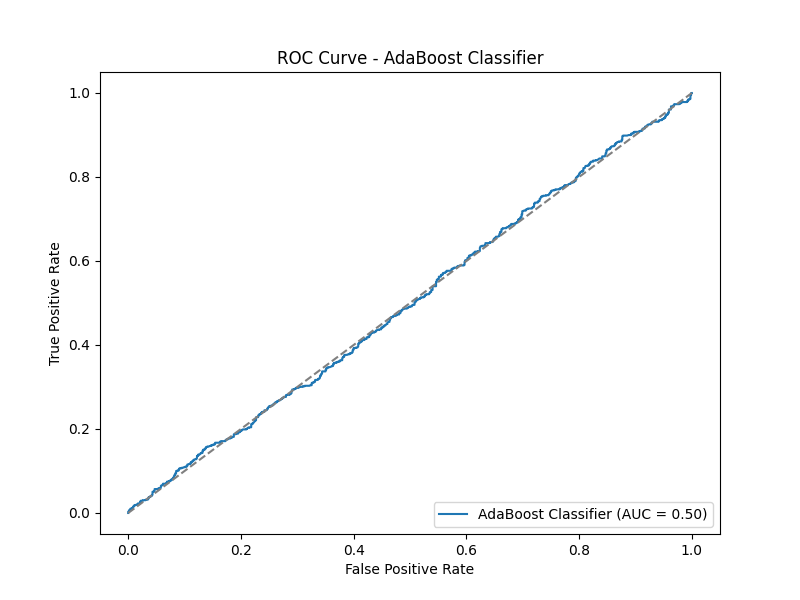 ROC Curve - AdaBoost Classifier
True Positive Rate
1.0
0.8
0.6
0.4
0.2
0.0
AdaBoost Classifier (AUC = 0.50)
0.0 0.2 0.4 0.6 0.8 1.0
False Positive Rate